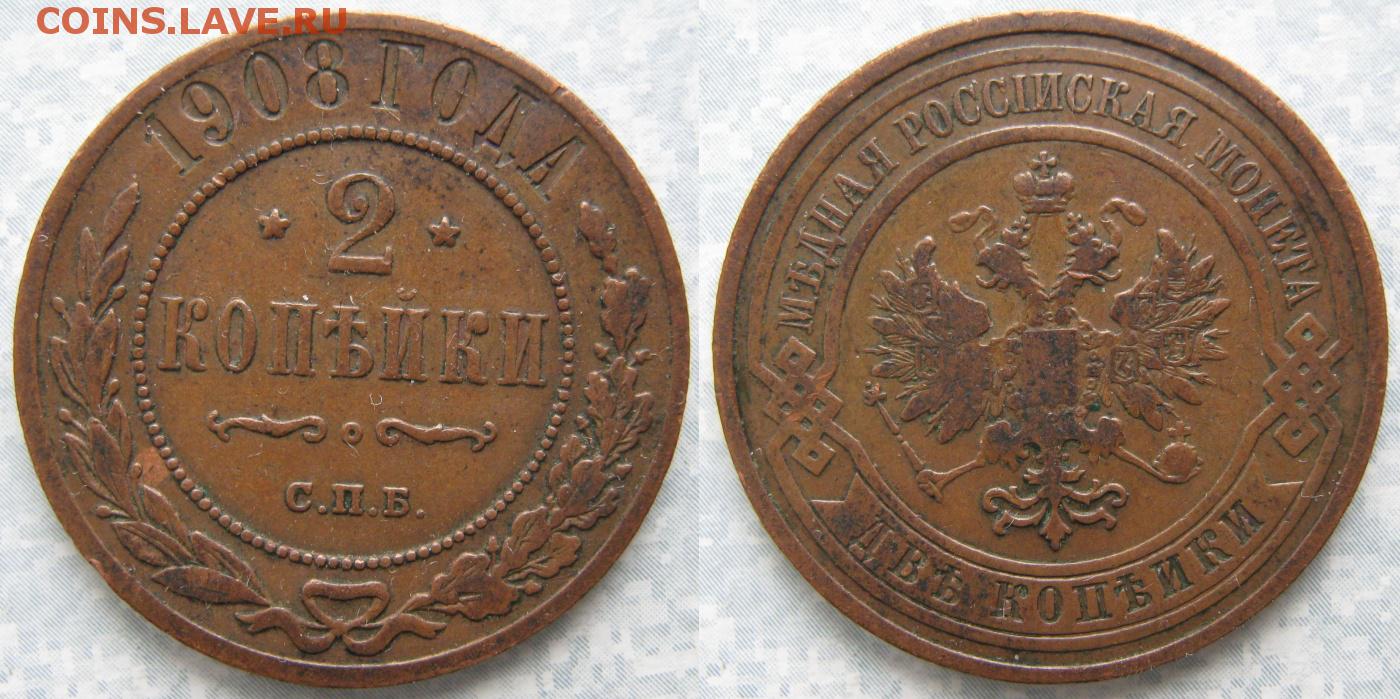 COINS.LAVE.RU
1908 ГОДА
2
КОПѢЙКИ
С.П.Б.
МѢДНАЯ РОССІЙСКАЯ МОНЕТА
ДВѢ КОПѢЙКИ